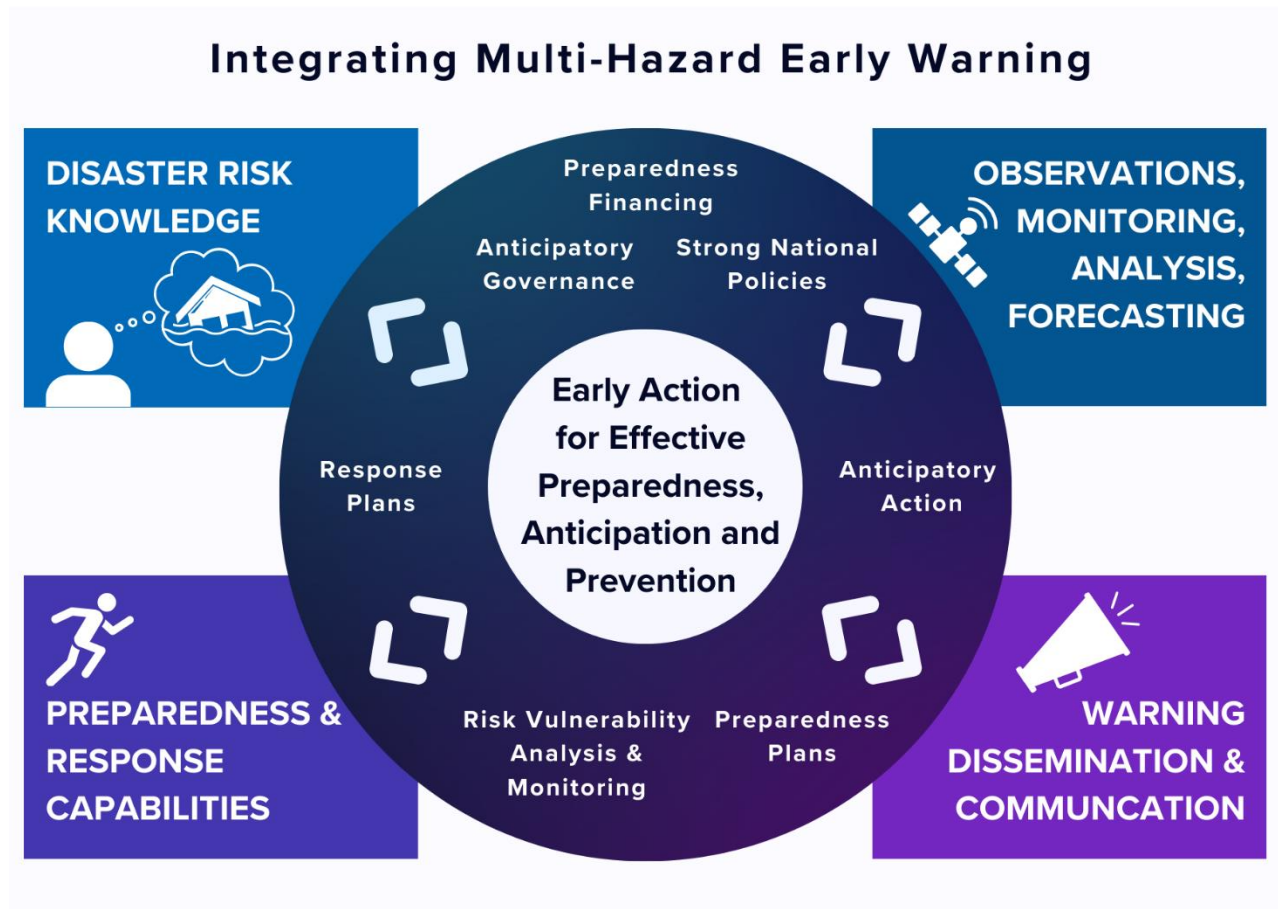 Integrating Multi-Hazard Early Warning
DISASTER RISK
KNOWLEDGE
OBSERVATIONS,
MONITORING,
ANALYSIS,
FORECASTING
Preparedness
Financing
Anticipatory
Governance
Strong National
Policies
Early Action
for Effective
Preparedness,
Anticipation and
Prevention
Response
Plans
Anticipatory
Action
Risk Vulnerability
Analysis &
Monitoring
Preparedness
Plans
PREPAREDNESS &
RESPONSE
CAPABILITIES
WARNING
DISSEMINATION &
COMMUNCATION